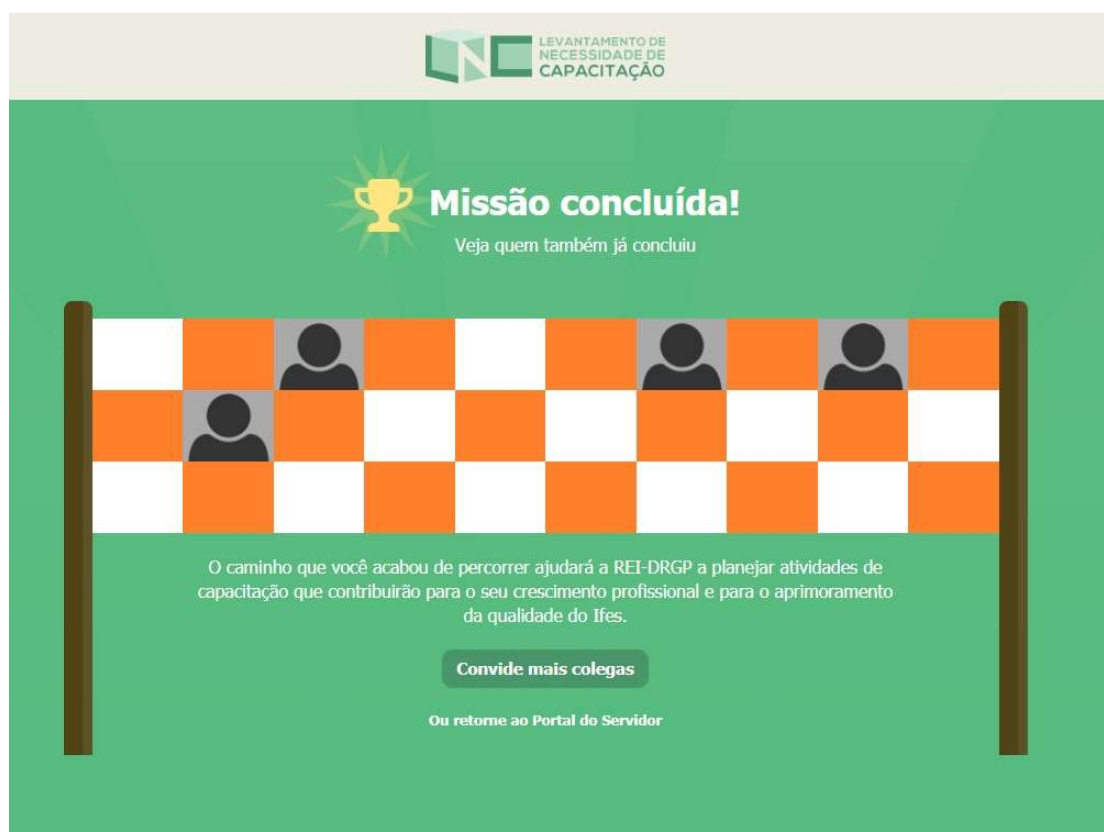 LNC
LEVANTAMENTO DE
NECESSIDADE DE
CAPACITAÇÃO
Missão concluída!
Veja quem também já concluiu
O caminho que você acabou de percorrer ajudará a REI-DRGP a planejar atividades de
capacitação que contribuirão para o seu crescimento profissional e para o aprimoramento
da qualidade do Ifes.
Convide mais colegas
Ou retorne ao Portal do Servidor